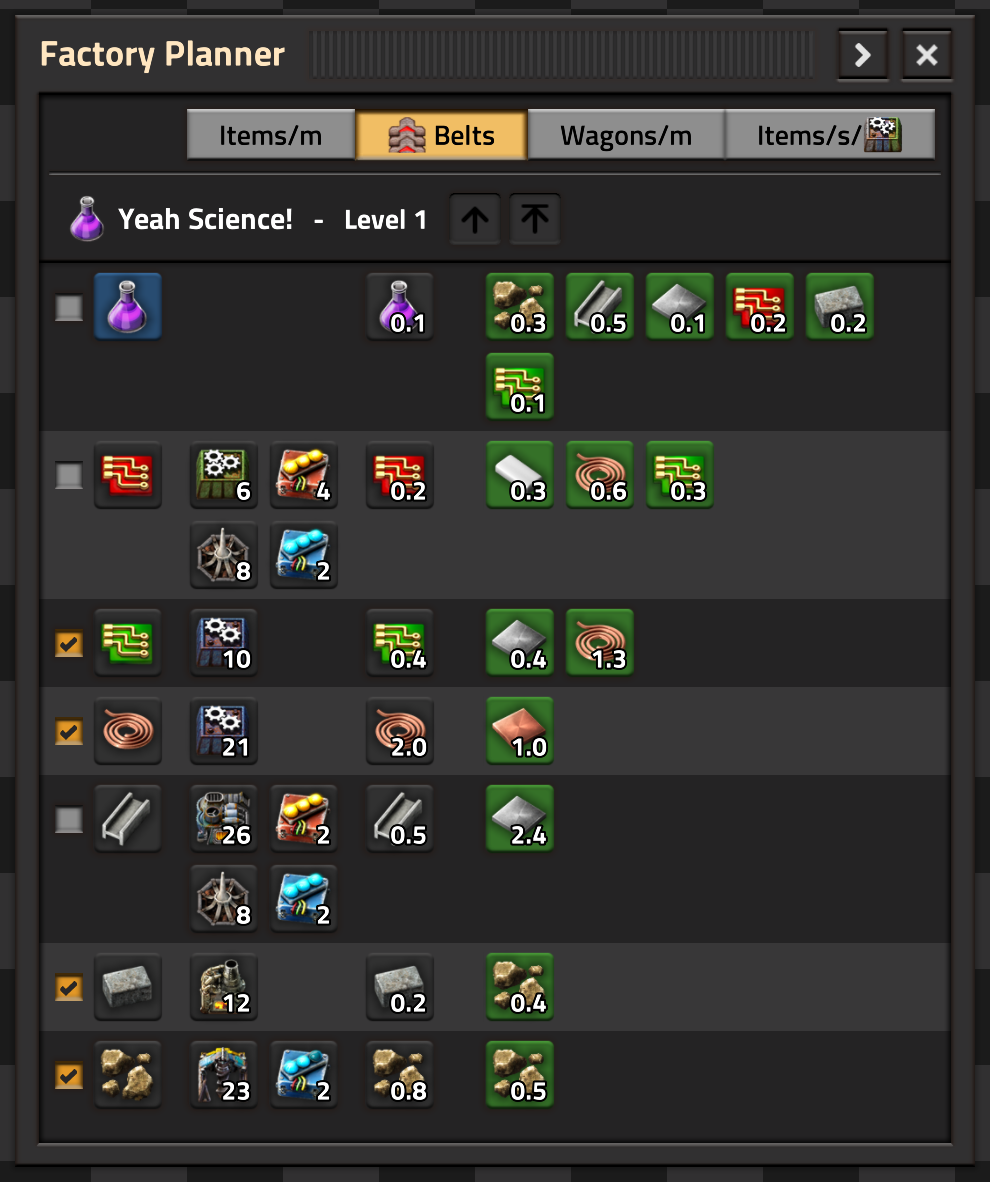 Factory Planner
Items/m Belts Wagons/m Items/s/
Yeah Science! - Level 1
0.1 0.3 0.5 0.1 0.2 0.2
0.1
6 4 0.2 0.3 0.6 0.3
8 2
10 0.4 0.4 1.3
21 2.0 1.0
26 2 0.5 2.4
8 2
12 0.2 0.4
23 2 0.8 0.5